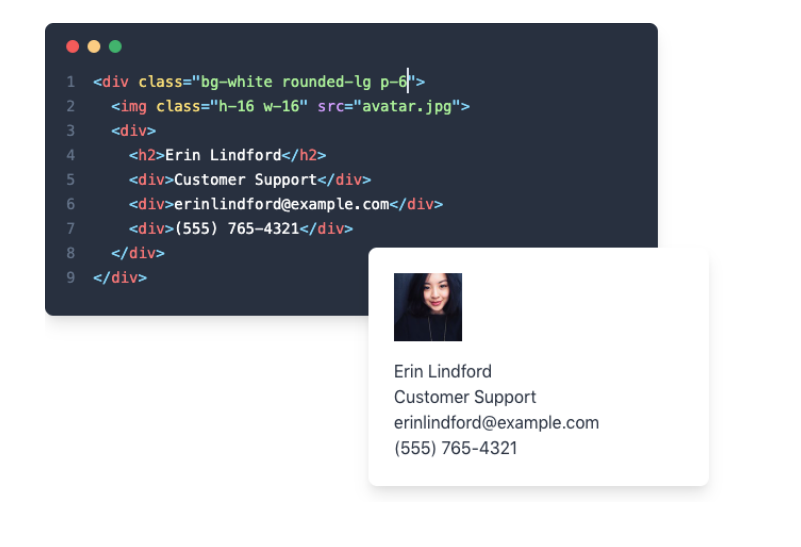 1 <div class="bg-white rounded-lg p-6">
2   <img class="h-16 w-16" src="avatar.jpg">
3   <div>
4     <h2>Erin Lindford</h2>
5     <div>Customer Support</div>
6     <div>erinlindford@example.com</div>
7     <div>(555) 765-4321</div>
8   </div>
9 </div>
Erin Lindford
Customer Support
erinlindford@example.com
(555) 765-4321